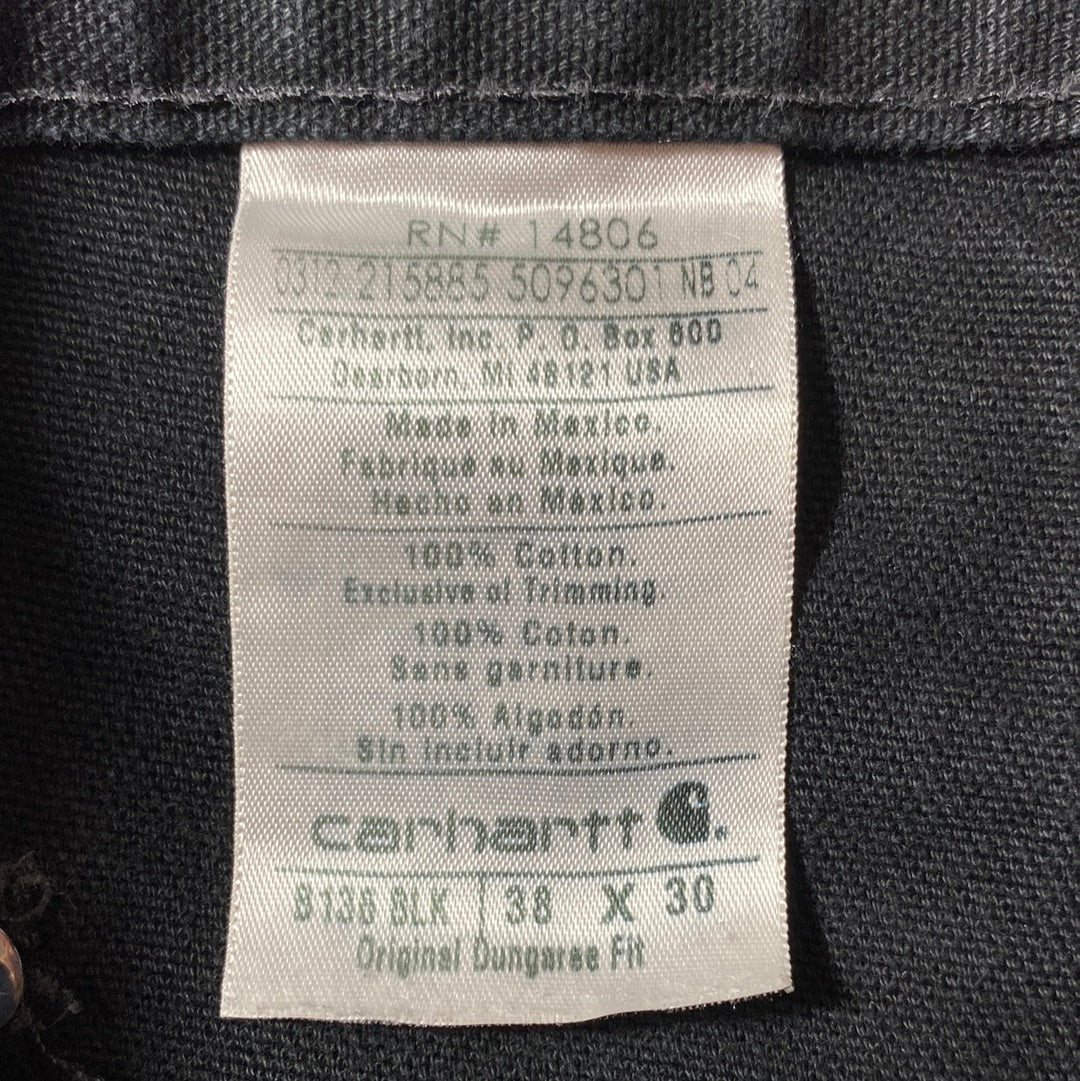 RN# 14806
0312 215885 5096301 NB 04
Carhartt, Inc. P. O. Box 600
Dearborn, MI 48121 USA
Made in Mexico.
Fabriqué au Mexique.
Hecho en México.
100% Cotton.
Exclusive of Trimming.
100% Coton.
Sans garniture.
100% Algodón.
Sin incluir adorno.
carhartt
B136 BLK 38 X 30
Original Dungaree Fit